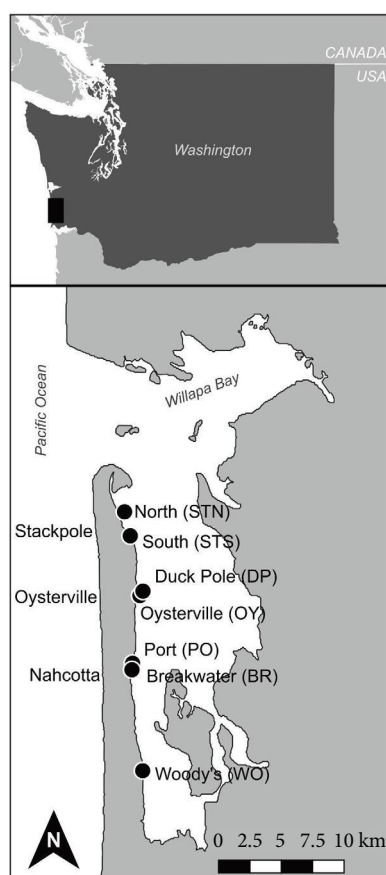 CANADA
USA
Washington
Pacific Ocean
Willapa Bay
North (STN)
Stackpole
South (STS)
Duck Pole (DP)
Oysterville
Oysterville (OY)
Port (PO)
Nahcotta
Breakwater (BR)
Woody's (WO)
N
0 2.5 5 7.5 10 km